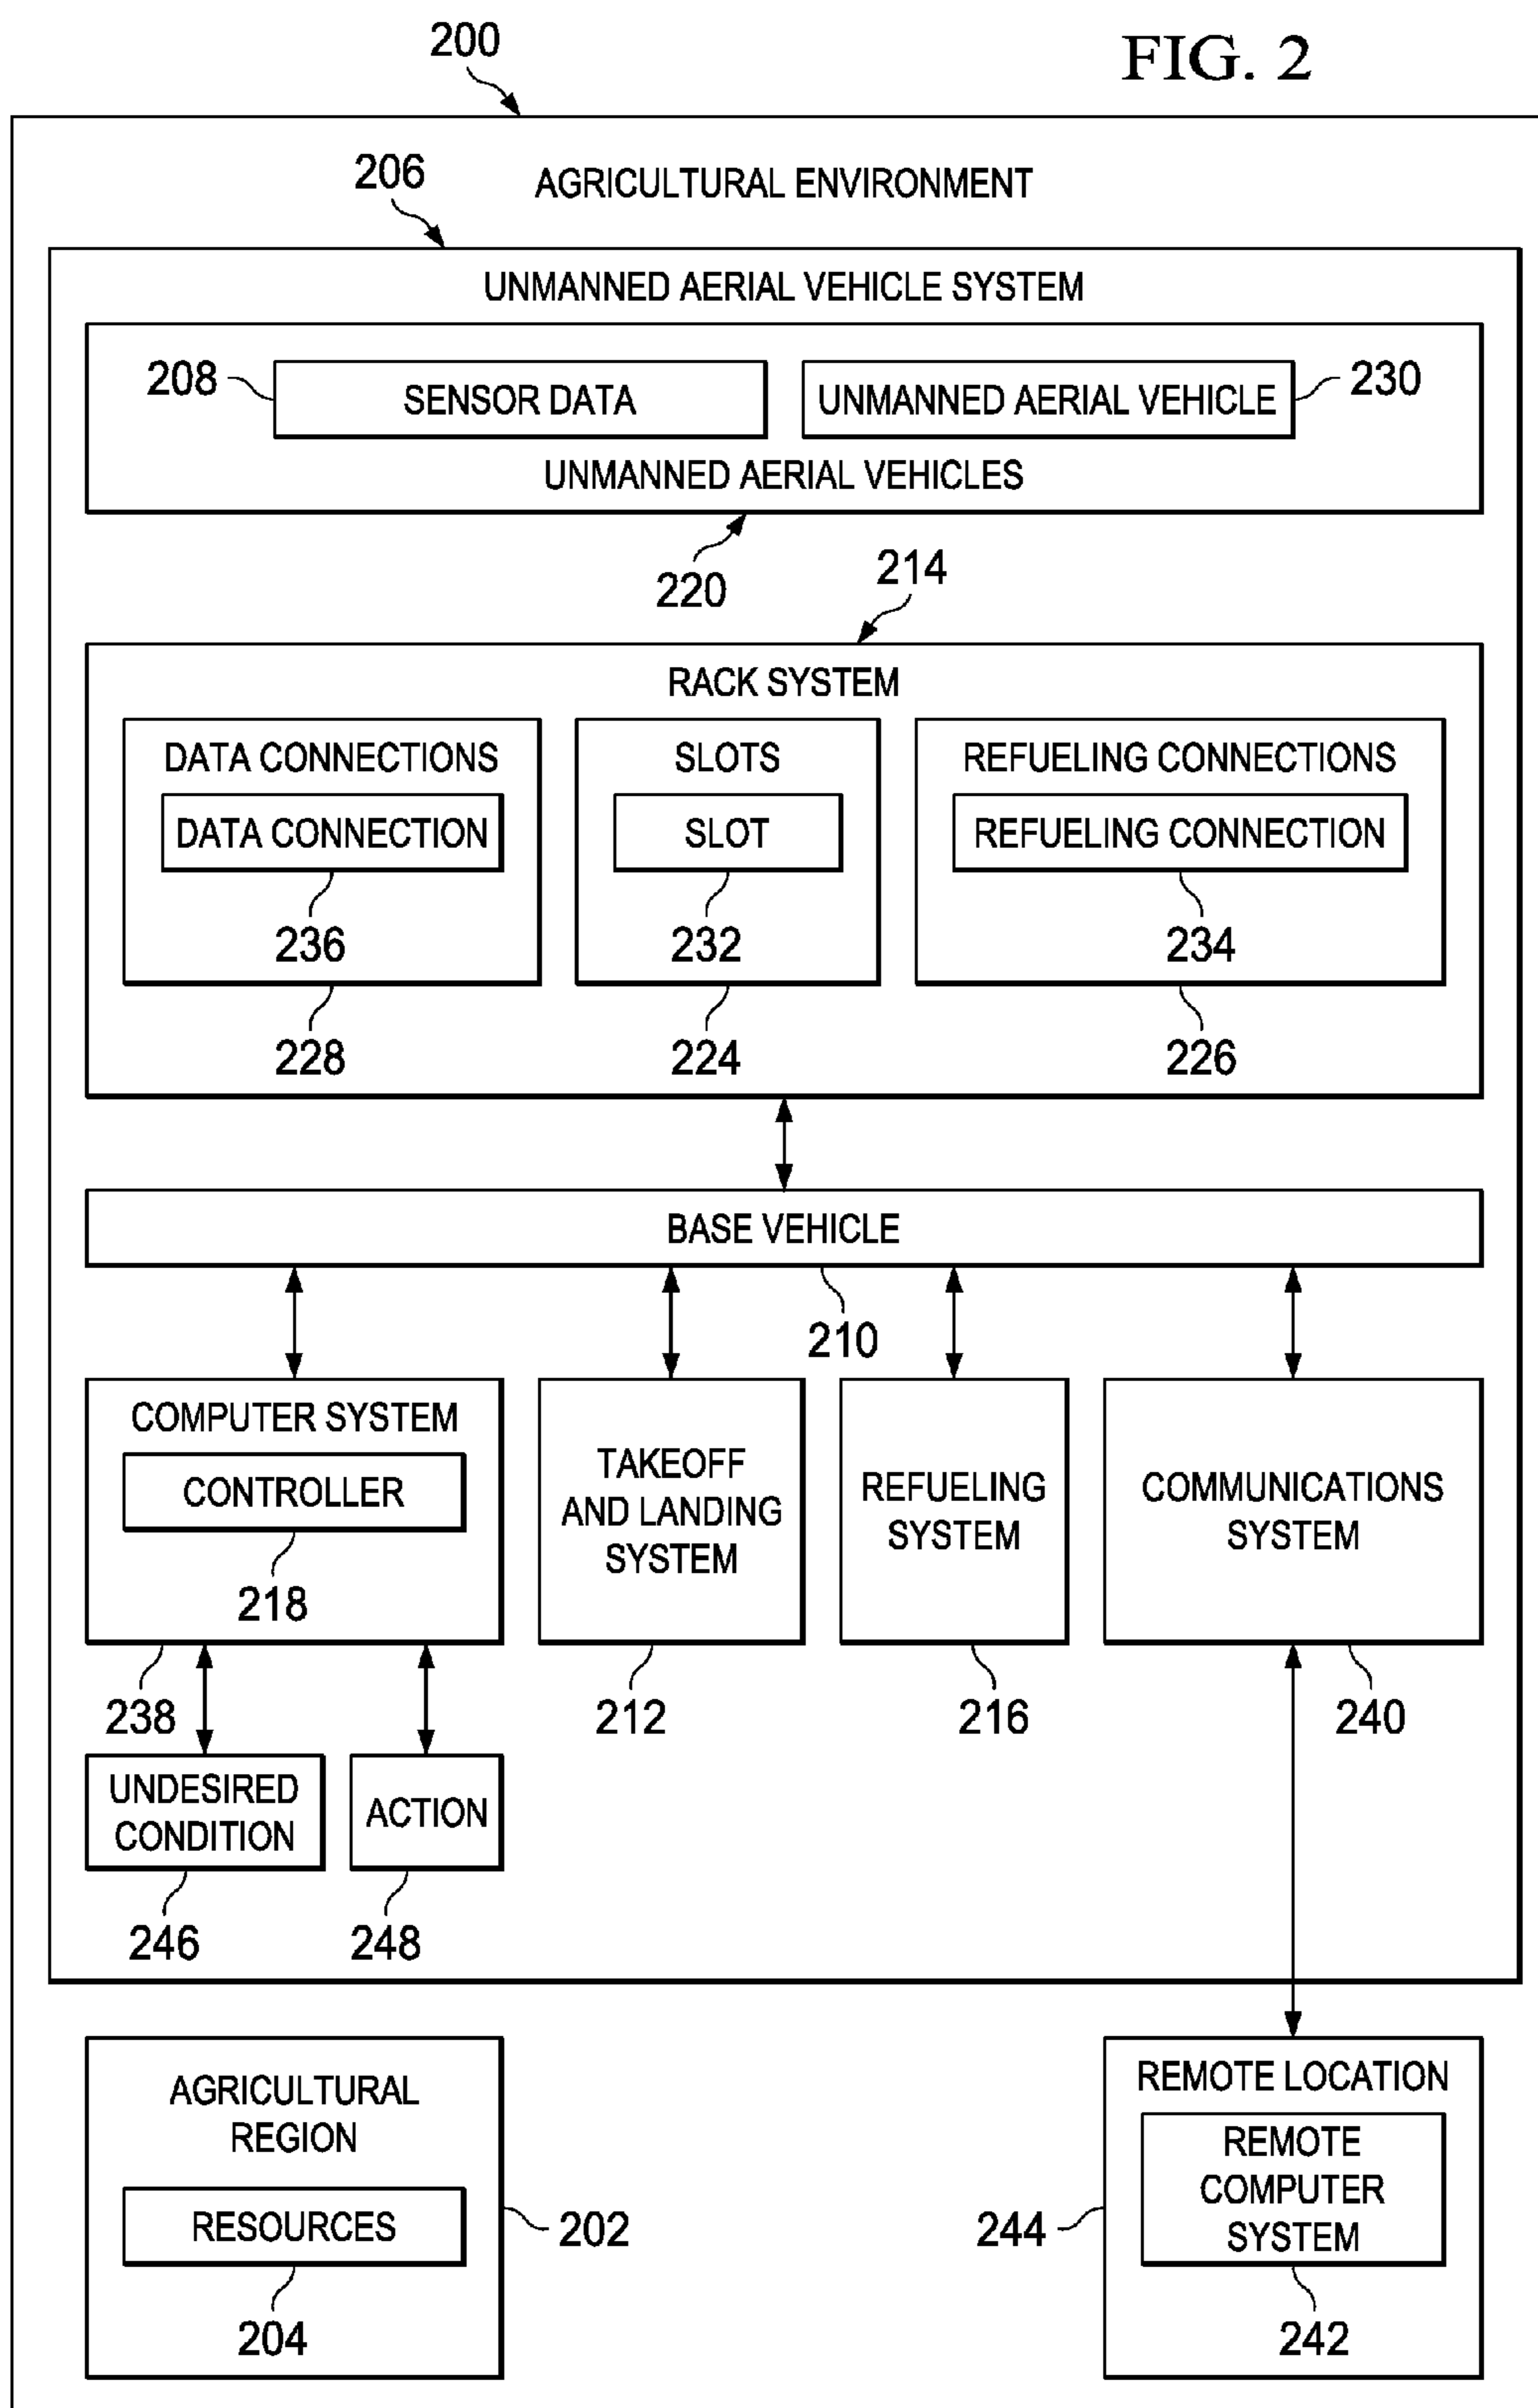 FIG. 2
200
AGRICULTURAL ENVIRONMENT
206
UNMANNED AERIAL VEHICLE SYSTEM
208
SENSOR DATA
UNMANNED AERIAL VEHICLE
230
UNMANNED AERIAL VEHICLES
220
214
RACK SYSTEM
DATA CONNECTIONS
DATA CONNECTION
236
228
SLOTS
SLOT
232
224
REFUELING CONNECTIONS
REFUELING CONNECTION
234
226
BASE VEHICLE
210
COMPUTER SYSTEM
CONTROLLER
218
238
TAKEOFF
AND LANDING
SYSTEM
212
REFUELING
SYSTEM
216
COMMUNICATIONS
SYSTEM
240
UNDESIRED
CONDITION
246
ACTION
248
AGRICULTURAL
REGION
RESOURCES
204
202
REMOTE LOCATION
REMOTE
COMPUTER
SYSTEM
242
244